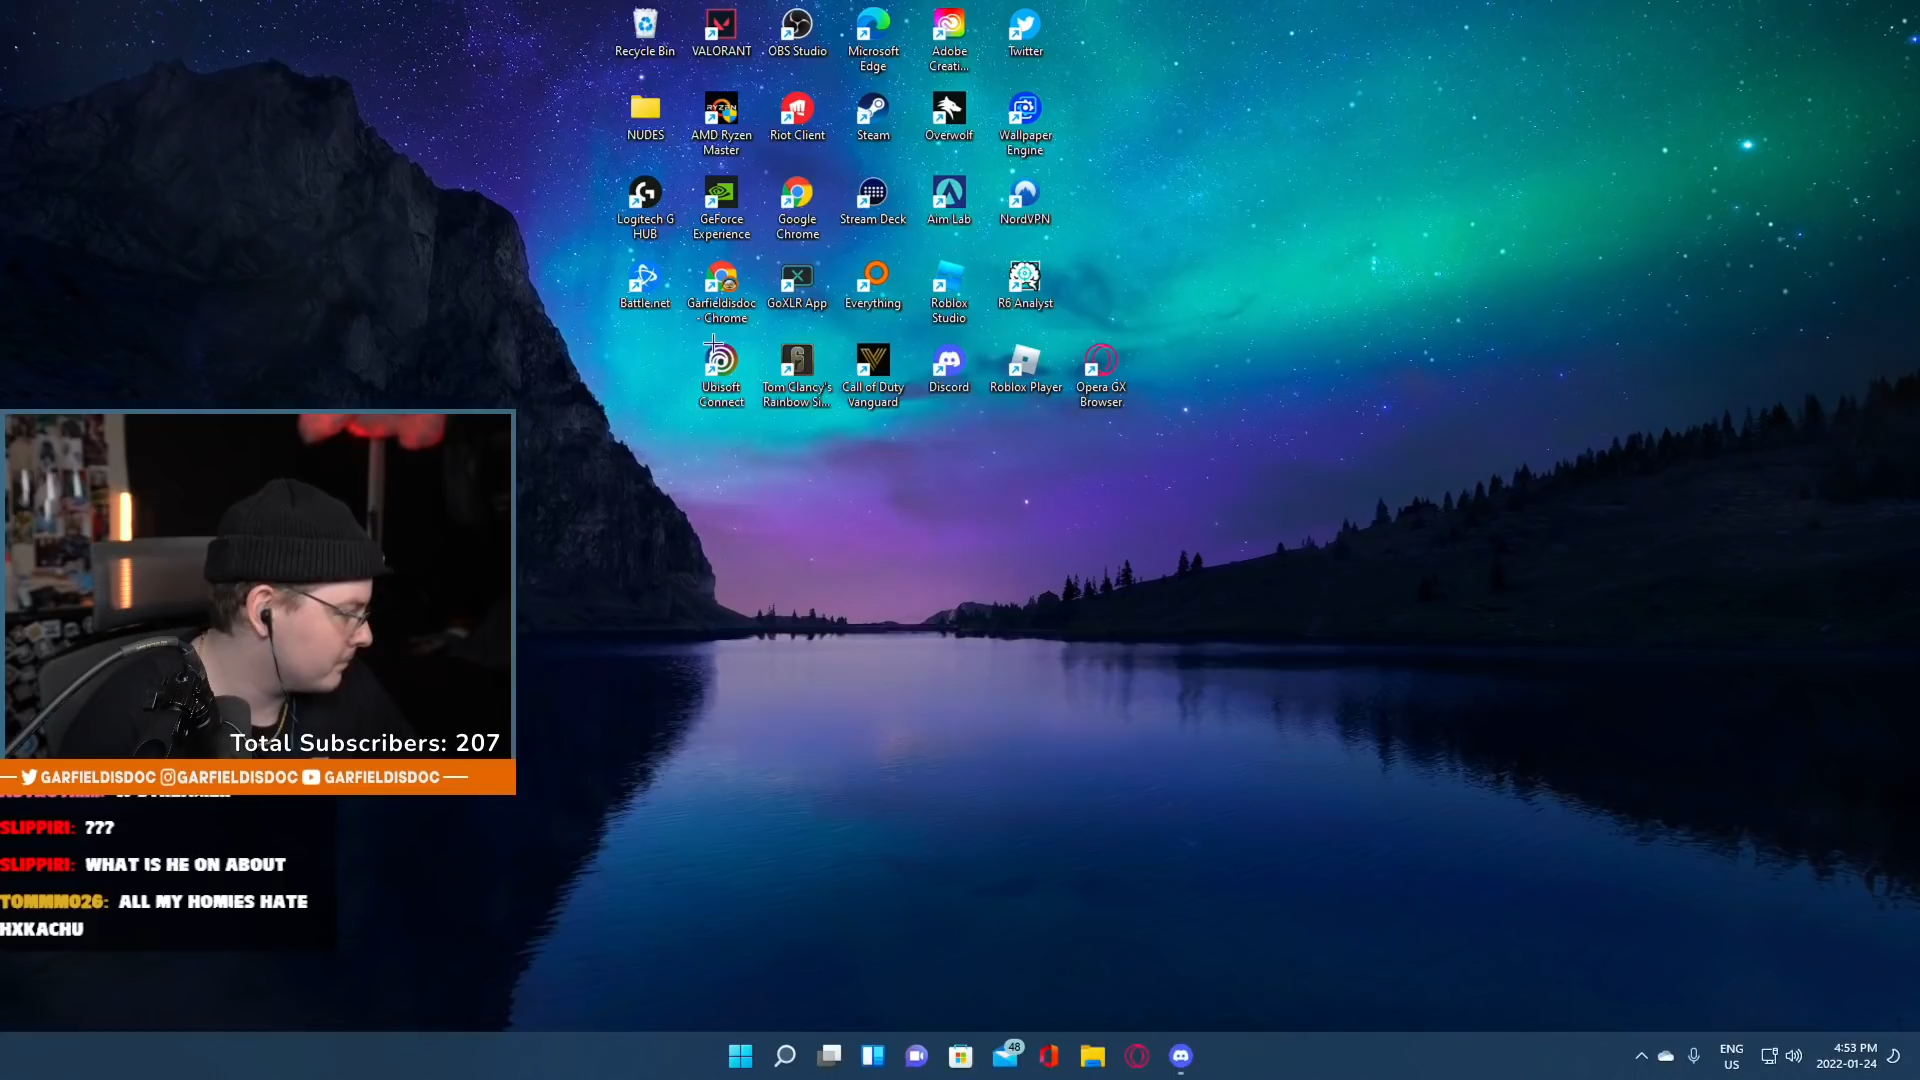 Recycle Bin
VALORANT
OBS Studio
Microsoft
Edge
Adobe
Creati...
Twitter
NUDES
AMD Ryzen
Master
Riot Client
Steam
Overwolf
Wallpaper
Engine
Logitech G
HUB
GeForce
Experience
Google
Chrome
Stream Deck
Aim Lab
NordVPN
Battle.net
Garfieldisdoc
- Chrome
GoXLR App
Everything
Roblox
Studio
R6 Analyst
Ubisoft
Connect
Tom Clancy's
Rainbow Si...
Call of Duty
Vanguard
Discord
Roblox Player
Opera GX
Browser
Total Subscribers: 207
GARFIELDISDOC GARFIELDISDOC GARFIELDISDOC
SLIPPIRI: ???
SLIPPIRI: WHAT IS HE ON ABOUT
TOMMMO26: ALL MY HOMIES HATE
HXKACHU
48
ENG
US
4:53 PM
2022-01-24